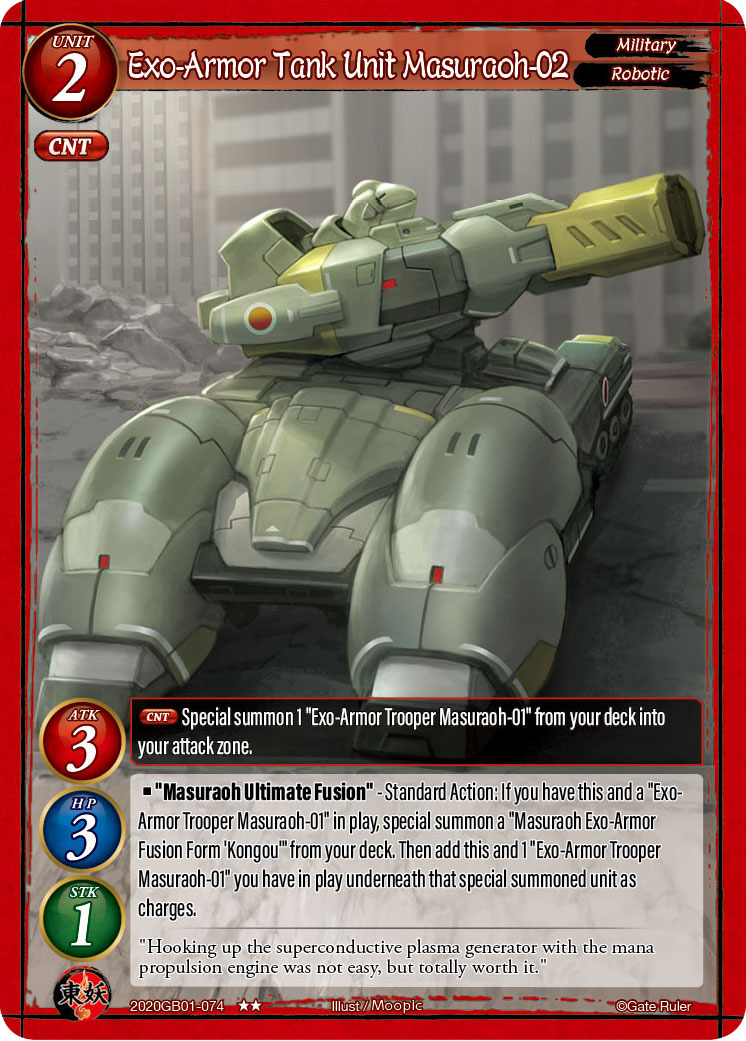 UNIT
2
Exo-Armor Tank Unit Masuraoh-02
Military
Robotic
CNT
ATK
3
CNT Special summon 1 "Exo-Armor Trooper Masuraoh-01" from your deck into
your attack zone.
HP
3
■ "Masuraoh Ultimate Fusion" - Standard Action: If you have this and a "Exo-
Armor Trooper Masuraoh-01" in play, special summon a "Masuraoh Exo-Armor
Fusion Form 'Kongou'" from your deck. Then add this and 1 "Exo-Armor Trooper
Masuraoh-01" you have in play underneath that special summoned unit as
charges.
STK
1
"Hooking up the superconductive plasma generator with the mana
propulsion engine was not easy, but totally worth it."
東妖
2020GB01-074 ★★ Illust/Moopic ©Gate Ruler